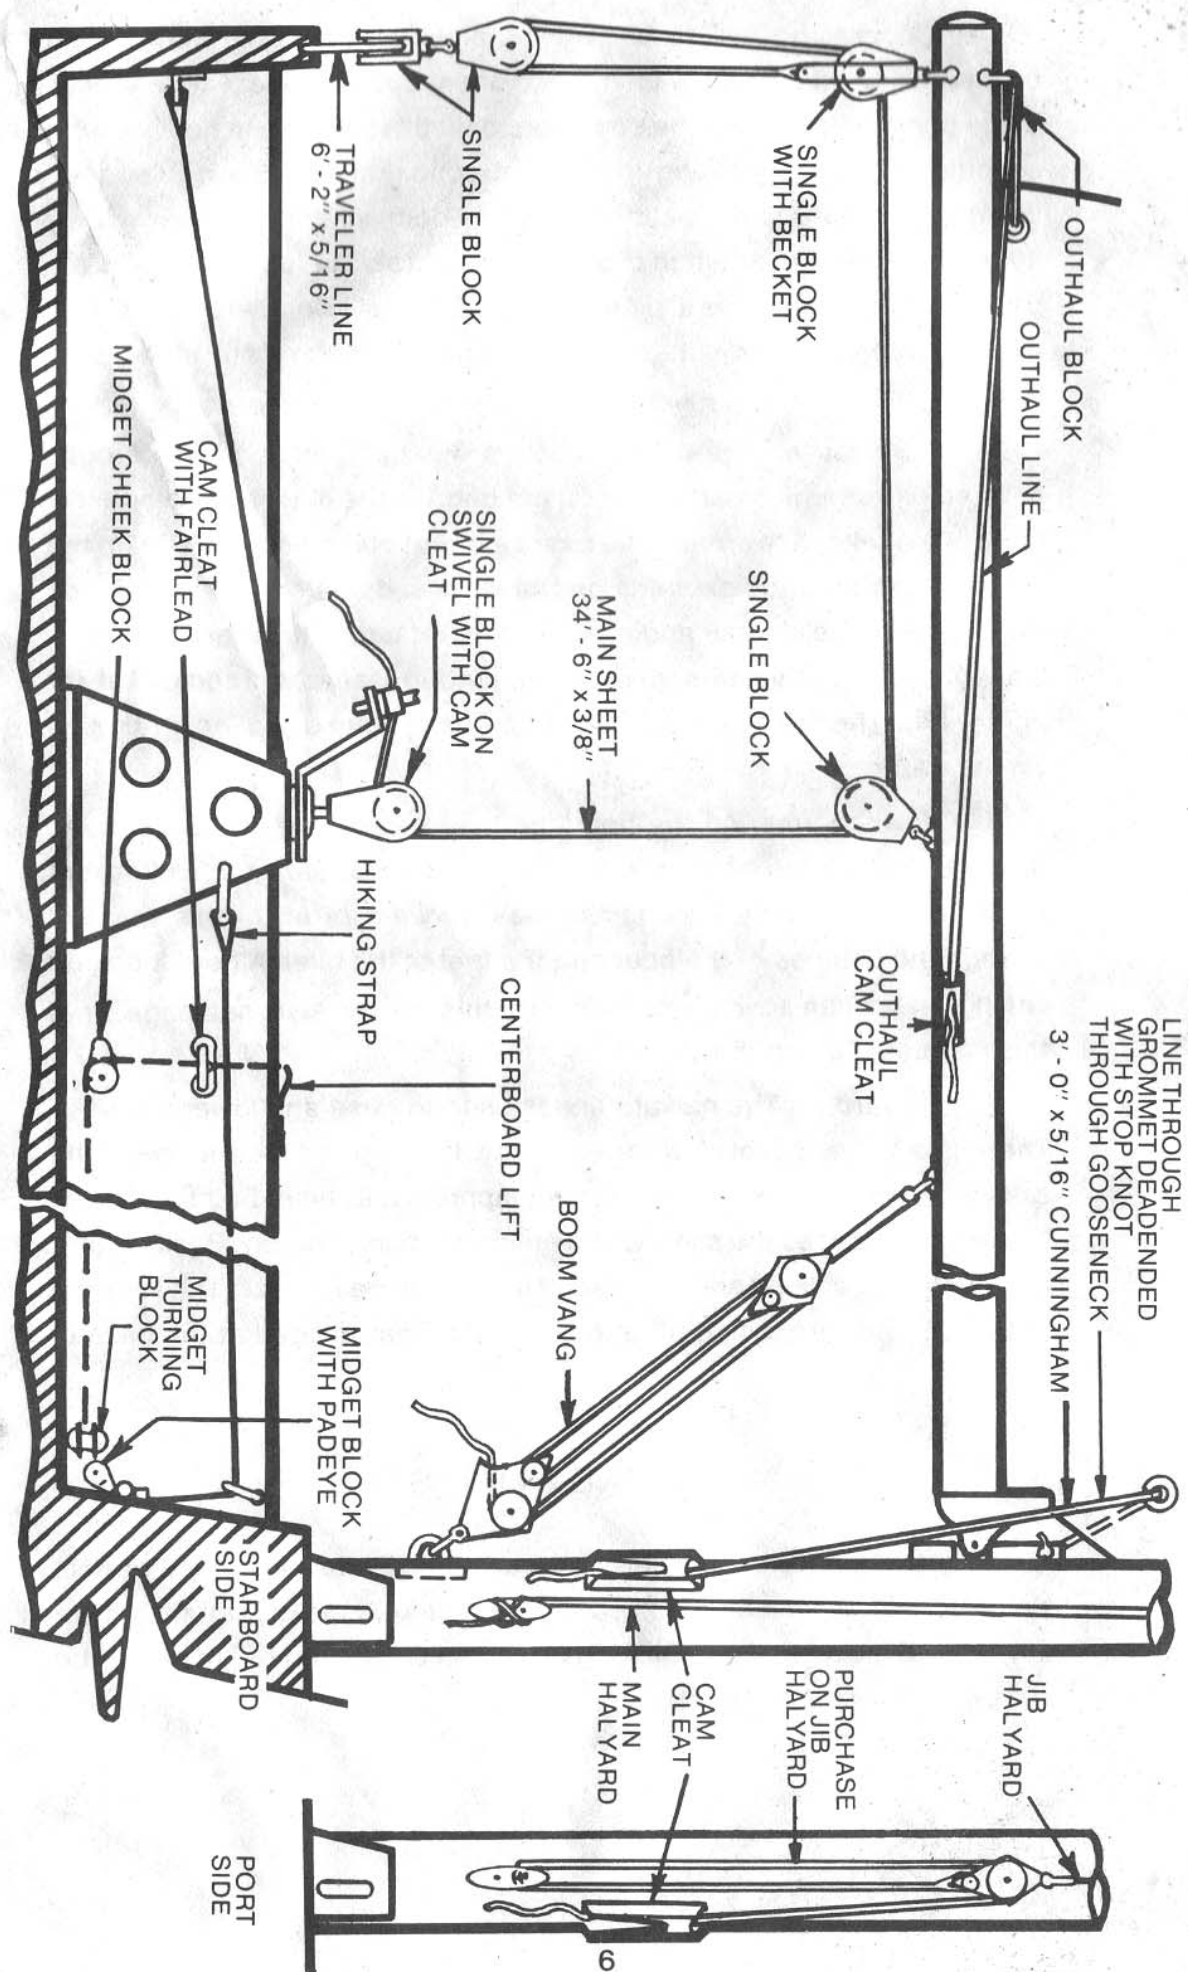 LINE THROUGH
GROMMET DEADENDED
WITH STOP KNOT
THROUGH GOOSENECK
3' - 0" x 5/16" CUNNINGHAM
OUTHAUL BLOCK
OUTHAUL LINE
OUTHAUL
CAM CLEAT
SINGLE BLOCK
WITH BECKET
SINGLE BLOCK
SINGLE BLOCK
MAIN SHEET
34' - 6" x 3/8"
BOOM VANG
TRAVELER LINE
6' - 2" x 5/16"
SINGLE BLOCK ON
SWIVEL WITH CAM
CLEAT
CENTERBOARD LIFT
HIKING STRAP
CAM CLEAT
WITH FAIRLEAD
MIDGET CHEEK BLOCK
MIDGET BLOCK
WITH PADEYE
MIDGET
TURNING
BLOCK
STARBOARD
SIDE
JIB
HALYARD
PURCHASE
ON JIB
HALYARD
CAM
CLEAT
MAIN
HALYARD
PORT
SIDE
6